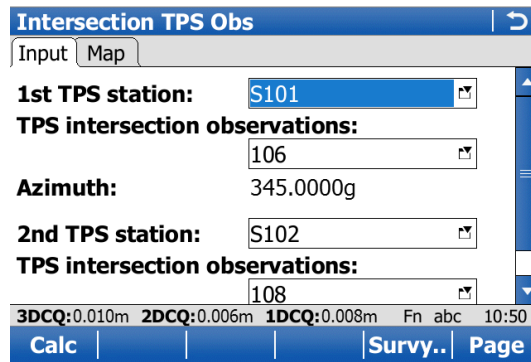 Intersection TPS Obs
Input Map
1st TPS station: S101
TPS intersection observations:
106
Azimuth: 345.0000g
2nd TPS station: S102
TPS intersection observations:
108
3DCQ:0.010m 2DCQ:0.006m 1DCQ:0.008m Fn abc 10:50
Calc Survy.. Page